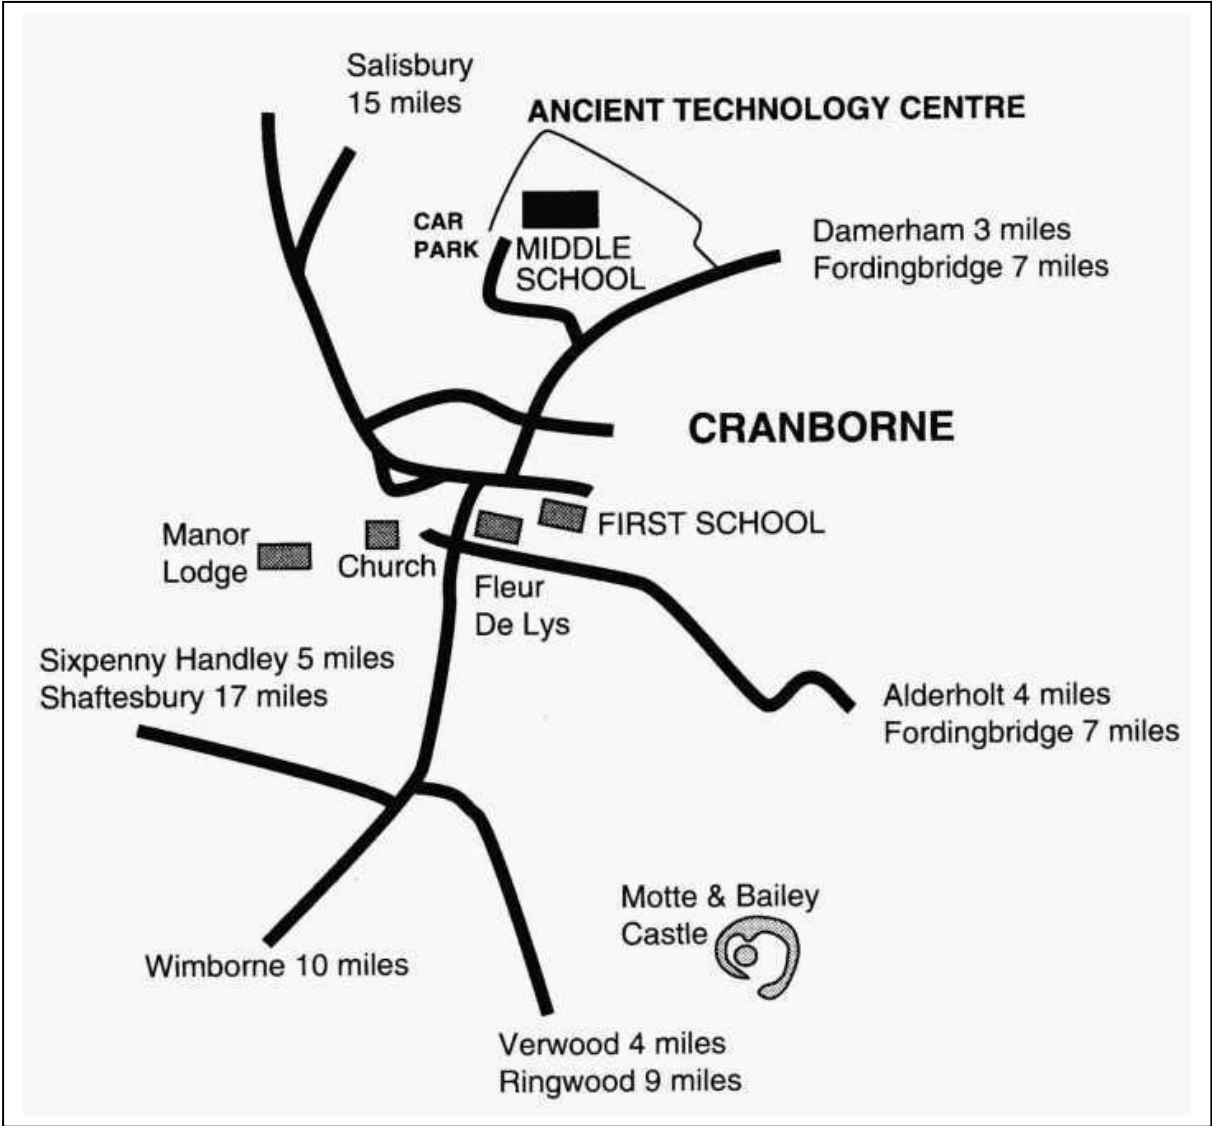 Salisbury
15 miles
ANCIENT TECHNOLOGY CENTRE
CAR
PARK
MIDDLE
SCHOOL
Damerham 3 miles
Fordingbridge 7 miles
CRANBORNE
FIRST SCHOOL
Manor
Lodge
Church
Fleur
De Lys
Sixpenny Handley 5 miles
Shaftesbury 17 miles
Alderholt 4 miles
Fordingbridge 7 miles
Motte & Bailey
Castle
Wimborne 10 miles
Verwood 4 miles
Ringwood 9 miles